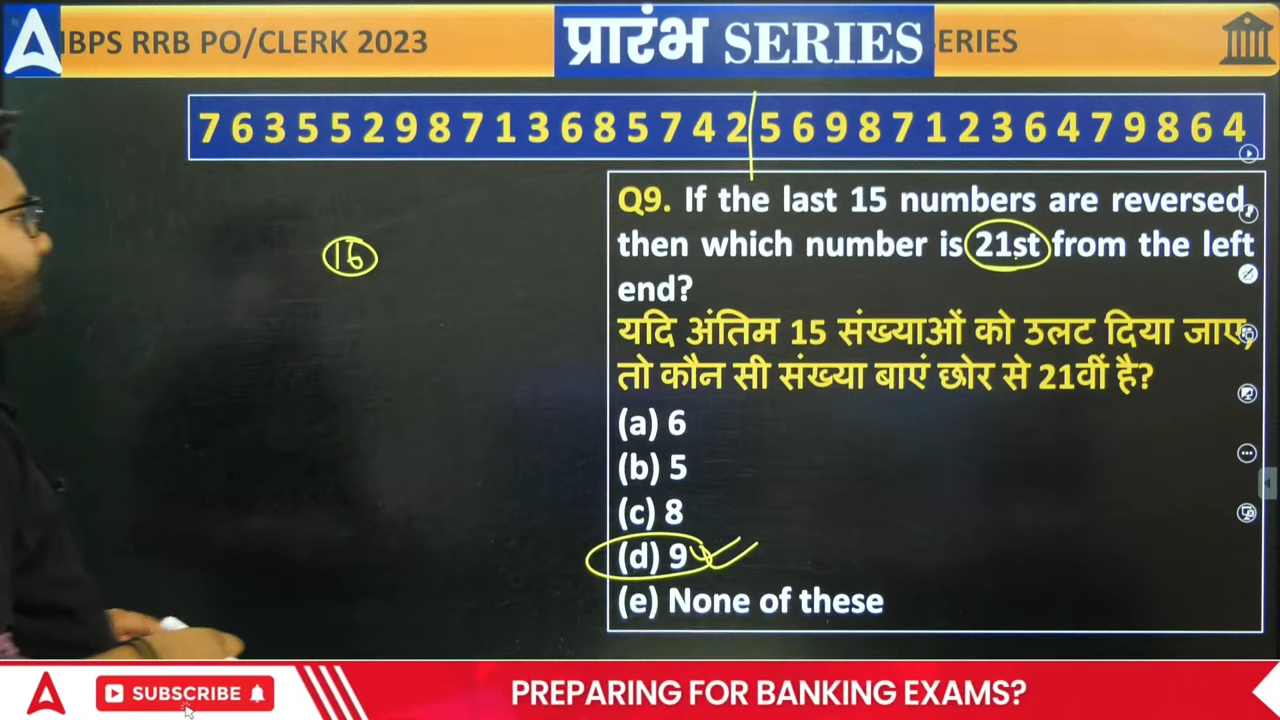 IBPS RRB PO/CLERK 2023
प्रारंभ SERIES
ERIES
7 6 3 5 5 2 9 8 7 1 3 6 8 5 7 4 2 5 6 9 8 7 1 2 3 6 4 7 9 8 6 4
16
Q9. If the last 15 numbers are reversed,
then which number is 21st from the left
end?
यदि अंतिम 15 संख्याओं को उलट दिया जाए,
तो कौन सी संख्या बाएं छोर से 21वीं है?
(a) 6
(b) 5
(c) 8
(d) 9
(e) None of these
SUBSCRIBE
PREPARING FOR BANKING EXAMS?